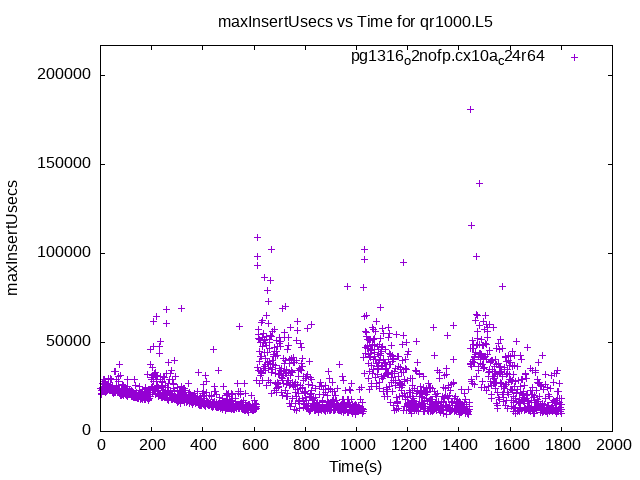 maxInsertUsecs vs Time for qr1000.L5
pg1316o2nofp.cx10ac24r64
200000
150000
100000
50000
0
maxInsertUsecs
0 200 400 600 800 1000 1200 1400 1600 1800 2000
Time(s)